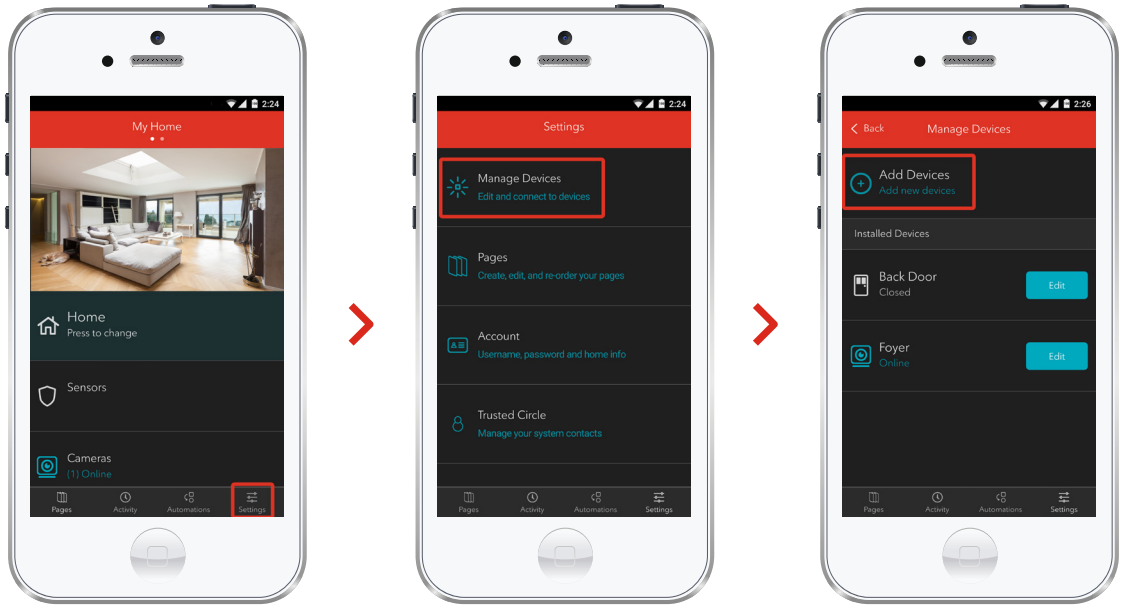 2:24
My Home
Home
Press to change
Sensors
Cameras
(1) Online
Pages Activity Automations Settings
2:24
Settings
Manage Devices
Edit and connect to devices
Pages
Create, edit, and re-order your pages
Account
Username, password and home info
Trusted Circle
Manage your system contacts
Pages Activity Automations Settings
2:26
Back Manage Devices
Add Devices
Add new devices
Installed Devices
Back Door
Closed
Edit
Foyer
Online
Edit
Pages Activity Automations Settings